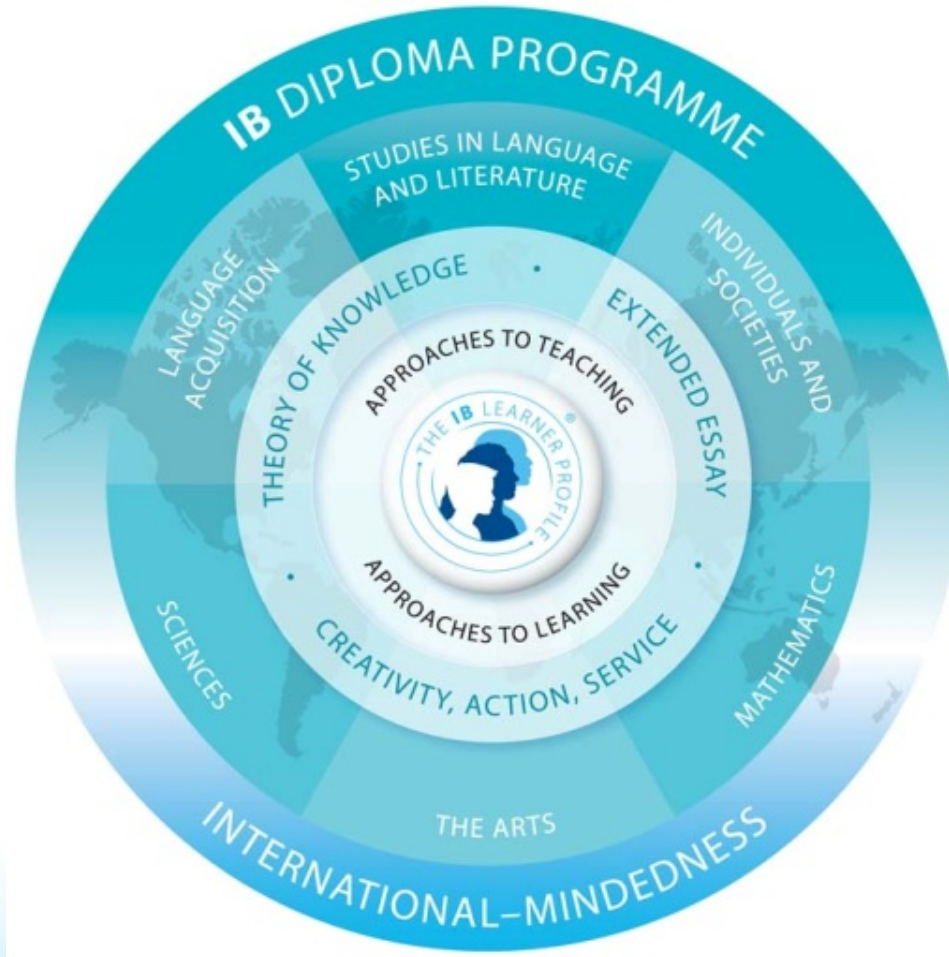 IB DIPLOMA PROGRAMME
STUDIES IN LANGUAGE
AND LITERATURE
LANGUAGE
ACQUISITION
INDIVIDUALS AND
SOCIETIES
THEORY OF KNOWLEDGE •
EXTENDED ESSAY •
APPROACHES TO TEACHING
• THE IB LEARNER PROFILE • ®
APPROACHES TO LEARNING
CREATIVITY, ACTION, SERVICE •
SCIENCES
MATHEMATICS
THE ARTS
INTERNATIONAL–MINDEDNESS